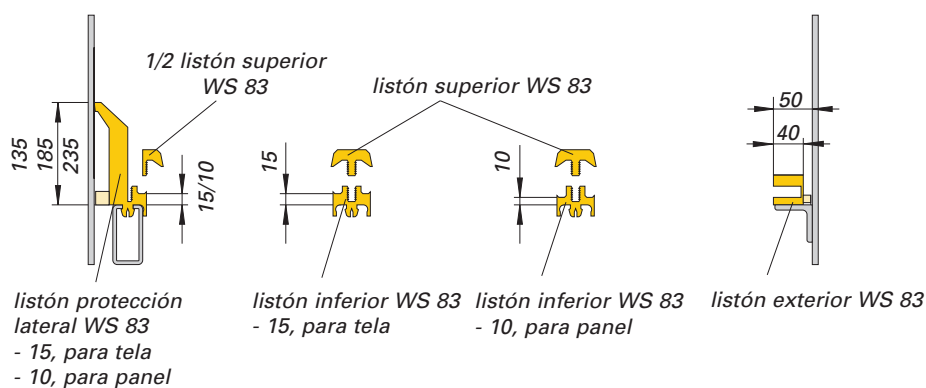 1/2 listón superior
WS 83
listón superior WS 83
50
40
135
185
235
15/10
15
10
listón protección
lateral WS 83
- 15, para tela
- 10, para panel
listón inferior WS 83
- 15, para tela
listón inferior WS 83
- 10, para panel
listón exterior WS 83